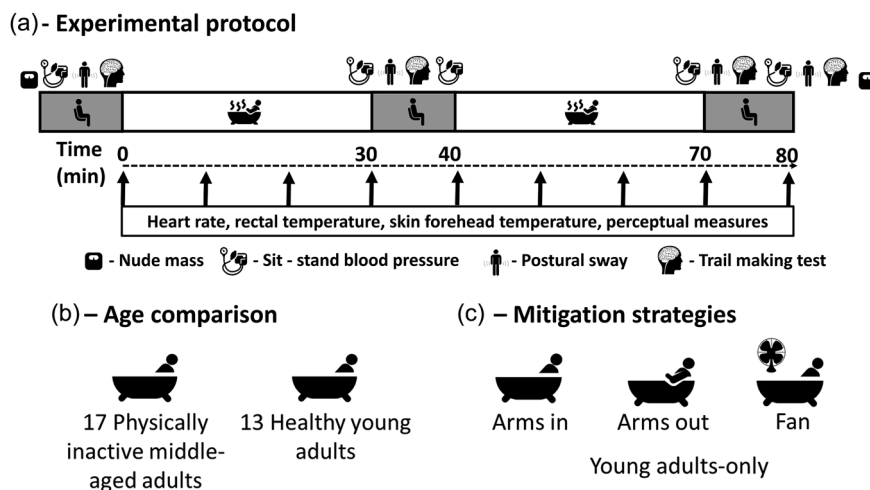 (a) - Experimental protocol
Time
(min)
0 30 40 70 80
Heart rate, rectal temperature, skin forehead temperature, perceptual measures
- Nude mass - Sit - stand blood pressure - Postural sway - Trail making test
(b) – Age comparison
17 Physically
inactive middle-
aged adults
13 Healthy young
adults
(c) – Mitigation strategies
Arms in Arms out Fan
Young adults-only